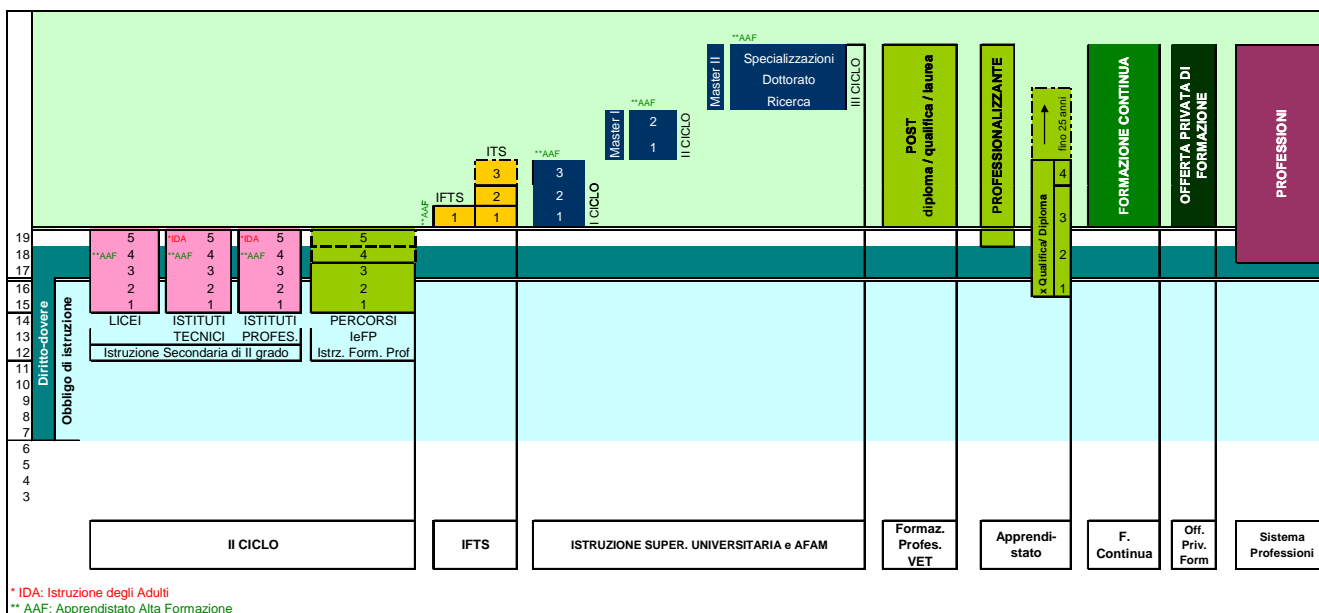 **AAF
Master II
Specializzazioni
Dottorato
Ricerca
III CICLO
**AAF
Master I
2
1
II CICLO
**AAF
3
2
1
I CICLO
ITS
3
2
1
IFTS
1
**AAF
POST
diploma / qualifica / laurea
PROFESSIONALIZZANTE
fino 25 anni
x Qualifica/ Diploma
4
3
2
1
FORMAZIONE CONTINUA
OFFERTA PRIVATA DI
FORMAZIONE
PROFESSIONI
19
18
17
16
15
14
13
12
11
10
9
8
7
6
5
4
3
Diritto-dovere
Obbligo di istruzione
5
**AAF 4
3
2
1
LICEI
*IDA 5
**AAF 4
3
2
1
ISTITUTI
TECNICI
*IDA 5
**AAF 4
3
2
1
ISTITUTI
PROFES.
Istruzione Secondaria di II grado
5
4
3
2
1
PERCORSI
IeFP
Istrz. Form. Prof
II CICLO
IFTS
ISTRUZIONE SUPER. UNIVERSITARIA e AFAM
Formaz.
Profes.
VET
Apprendi-
stato
F.
Continua
Off.
Priv.
Form
Sistema
Professioni
* IDA: Istruzione degli Adulti
** AAF: Apprendistato Alta Formazione